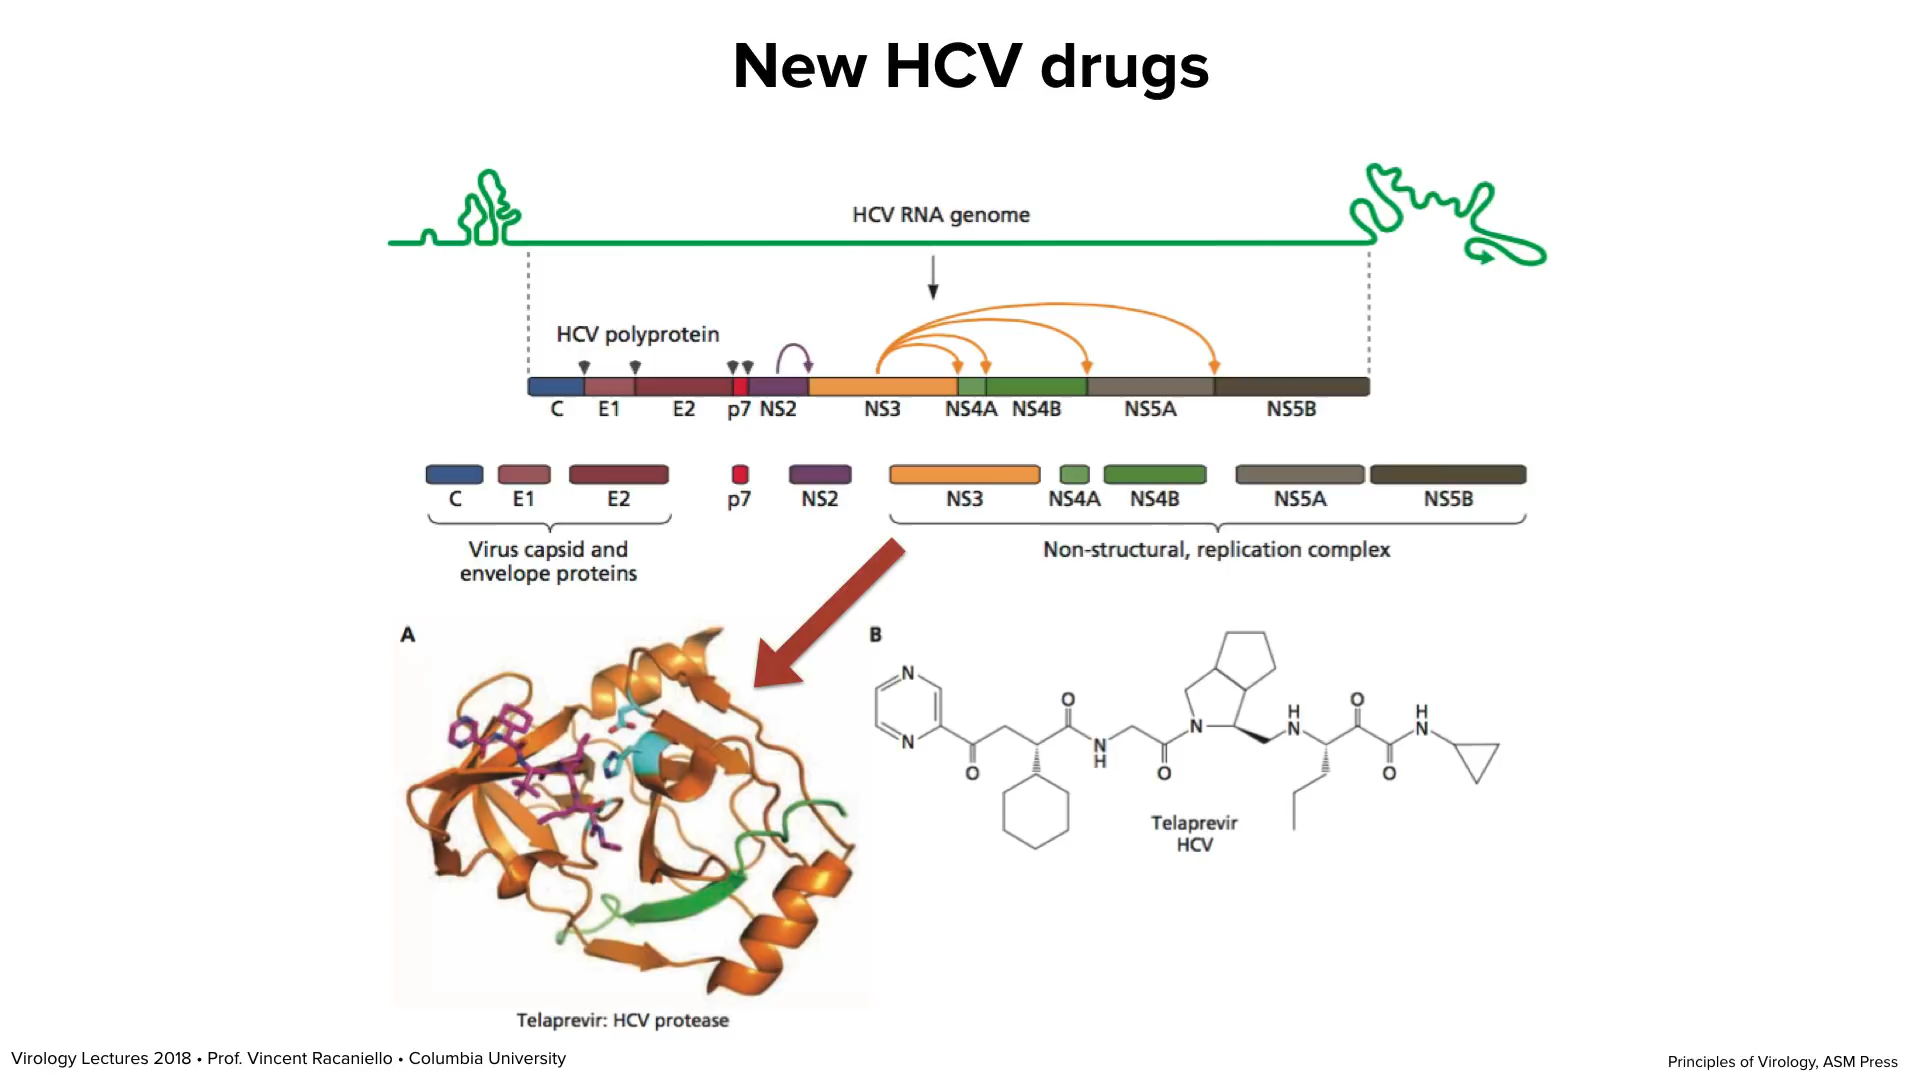 New HCV drugs
HCV RNA genome
HCV polyprotein
C E1 E2 p7 NS2 NS3 NS4A NS4B NS5A NS5B
C E1 E2 p7 NS2 NS3 NS4A NS4B NS5A NS5B
Virus capsid and
envelope proteins
Non-structural, replication complex
A
Telaprevir: HCV protease
B
N
N
O
O
N
H
O
N
H
N
O
O
H
N
Telaprevir
HCV
Virology Lectures 2018 • Prof. Vincent Racaniello • Columbia University
Principles of Virology, ASM Press